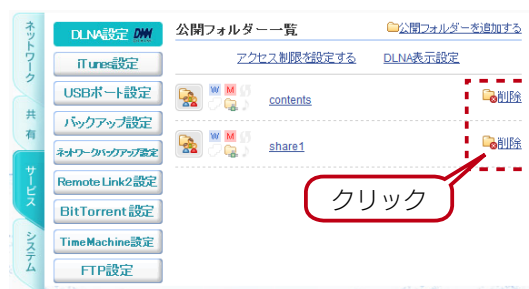 ネットワーク
共有
サービス
システム
DLNA設定
iTunes設定
USBポート設定
バックアップ設定
ネットワークバックアップ設定
Remote Link2設定
BitTorrent設定
TimeMachine設定
FTP設定
公開フォルダー一覧
公開フォルダーを追加する
アクセス制限を設定する
DLNA表示設定
W M
contents
削除
W M
share1
削除
クリック